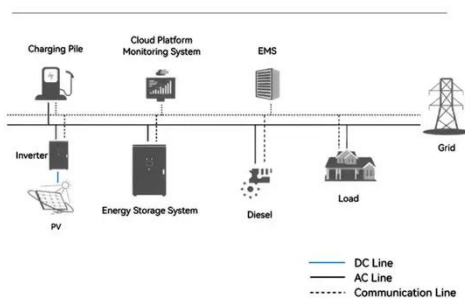 Charging Pile
Cloud Platform
Monitoring System
EMS
Inverter
Grid
PV
Energy Storage System
Diesel
Load
DC Line
AC Line
Communication Line